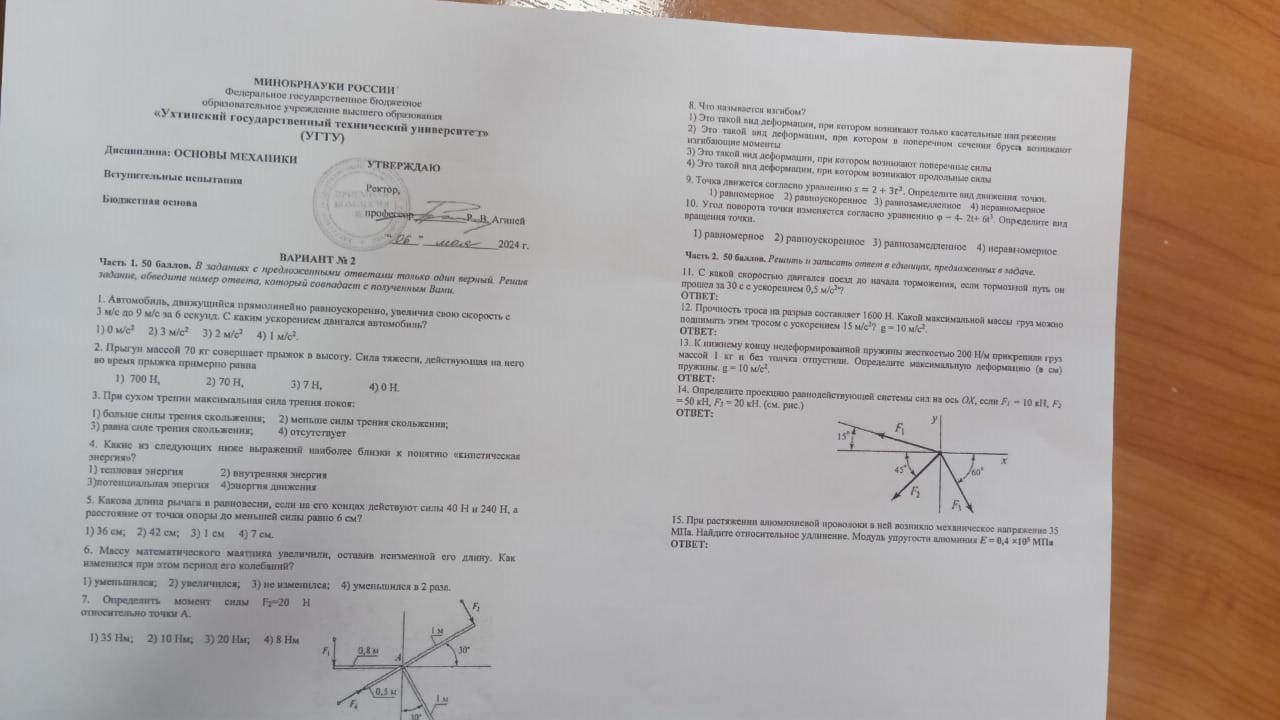 МИНОБРНАУКИ РОССИИ
Федеральное государственное бюджетное
образовательное учреждение высшего образования
«Ухтинский государственный технический университет»
(УГТУ)
Дисциплина: ОСНОВЫ МЕХАНИКИ
УТВЕРЖДАЮ
Вступительные испытания
Ректор,
Бюджетная основа
профессор Р. В. Агиней
"06" мая 2024 г.
ВАРИАНТ № 2
Часть 1. 50 баллов. В заданиях с предложенными ответами только один верный. Решив
задание, обведите номер ответа, который совпадает с полученным Вами.
1. Автомобиль, движущийся прямолинейно равноускоренно, увеличил свою скорость с
3 м/с до 9 м/с за 6 секунд. С каким ускорением двигался автомобиль?
1) 0 м/с² 2) 3 м/с² 3) 2 м/с² 4) 1 м/с².
2. Прыгун массой 70 кг совершает прыжок в высоту. Сила тяжести, действующая на него
во время прыжка примерно равна
1) 700 Н, 2) 70 Н, 3) 7 Н, 4) 0 Н.
3. При сухом трении максимальная сила трения покоя:
1) больше силы трения скольжения; 2) меньше силы трения скольжения;
3) равна силе трения скольжения; 4) отсутствует
4. Какие из следующих ниже выражений наиболее близки к понятию «кинетическая
энергия»?
1) тепловая энергия 2) внутренняя энергия
3)потенциальная энергия 4)энергия движения
5. Какова длина рычага в равновесии, если на его концах действуют силы 40 Н и 240 Н, а
расстояние от точки опоры до меньшей силы равно 6 см?
1) 36 см; 2) 42 см; 3) 1 см 4) 7 см.
6. Массу математического маятника увеличили, оставив неизменной его длину. Как
изменился при этом период его колебаний?
1) уменьшился; 2) увеличился; 3) не изменился; 4) уменьшился в 2 раза.
7. Определить момент силы F₂=20 Н
относительно точки А.
1) 35 Нм; 2) 10 Нм; 3) 20 Нм; 4) 8 Нм
F₁
0,8 м
A
1 м
30°
F₄
0,5 м
30°
1 м
8. Что называется изгибом?
1) Это такой вид деформации, при котором возникают только касательные напряжения
2) Это такой вид деформации, при котором в поперечном сечении бруса возникают
изгибающие моменты
3) Это такой вид деформации, при котором возникают поперечные силы
4) Это такой вид деформации, при котором возникают продольные силы
9. Точка движется согласно уравнению s = 2 + 3t². Определите вид движения точки.
1) равномерное 2) равноускоренное 3) равнозамедленное 4) неравномерное
10. Угол поворота точки изменяется согласно уравнению φ = 4- 2t+ 6t³. Определите вид
вращения точки.
1) равномерное 2) равноускоренное 3) равнозамедленное 4) неравномерное
Часть 2. 50 баллов. Решить и записать ответ в единицах, предложенных в задаче.
11. С какой скоростью двигался поезд до начала торможения, если тормозной путь он
прошел за 30 с с ускорением 0,5 м/с²?
ОТВЕТ:
12. Прочность троса на разрыв составляет 1600 Н. Какой максимальной массы груз можно
поднимать этим тросом с ускорением 15 м/с²? g = 10 м/с².
ОТВЕТ:
13. К нижнему концу недеформированной пружины жесткостью 200 Н/м прикрепили груз
массой 1 кг и без толчка отпустили. Определите максимальную деформацию (в см)
пружины. g = 10 м/с².
ОТВЕТ:
14. Определите проекцию равнодействующей системы сил на ось OX, если F₁ = 10 кН, F₂
= 50 кН, F₃ = 20 кН. (см. рис.)
ОТВЕТ:
y
15°
F₁
x
45°
F₂
60°
15. При растяжении алюминиевой проволоки в ней возникло механическое напряжение 35
МПа. Найдите относительное удлинение. Модуль упругости алюминия
ОТВЕТ: